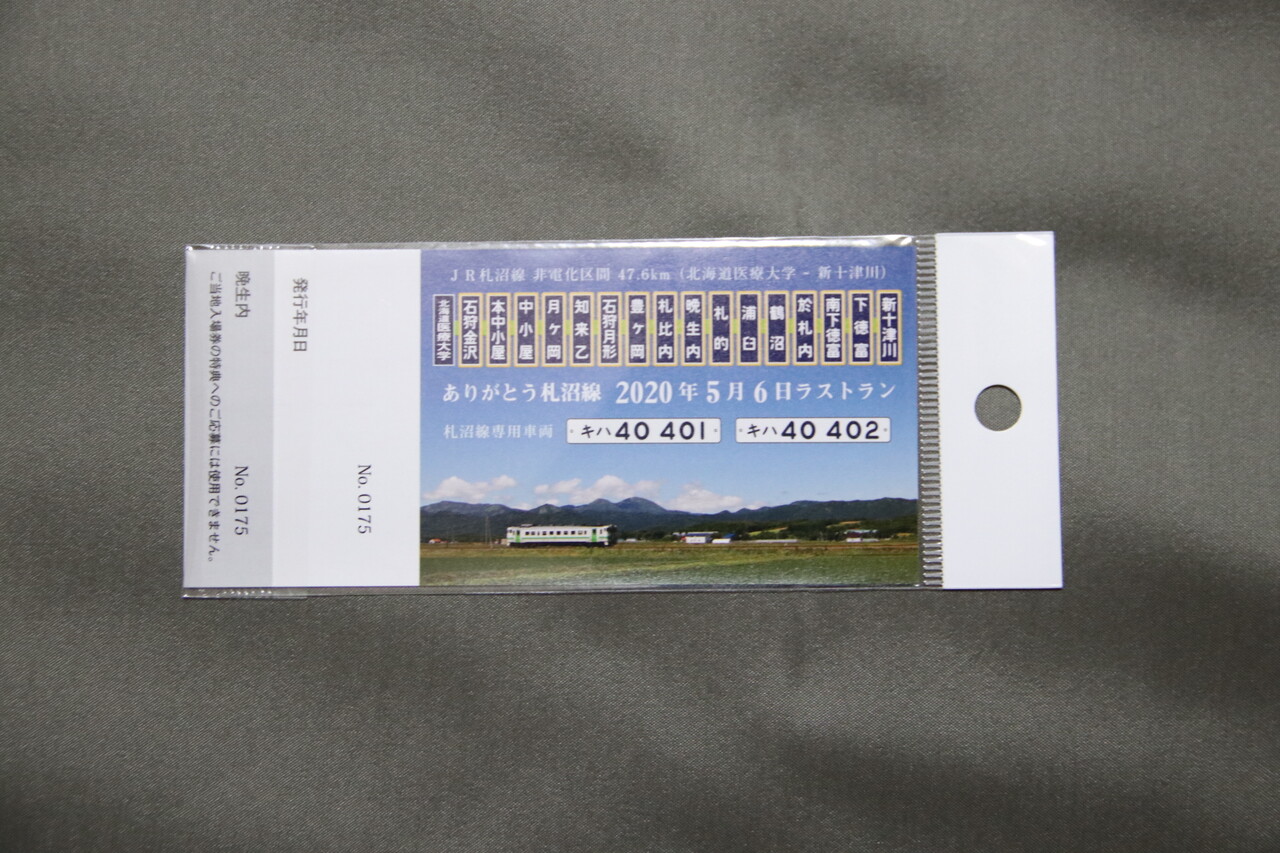 JR札沼線 非電化区間 47.6km (北海道医療大学 - 新十津川)
北海道医療大学 石狩金沢 本中小屋 中小屋 月ヶ岡 知来乙 石狩月形 豊ヶ岡 札比内 晩生内 札的 浦臼 鶴沼 於札内 南下徳富 下徳富 新十津川
ありがとう札沼線 2020年5月6日ラストラン
札沼線専用車両 キハ40 401 キハ40 402
No. 0175
発行年月日
晩生内 No. 0175
ご当地入場券の特典へのご応募には使用できません。